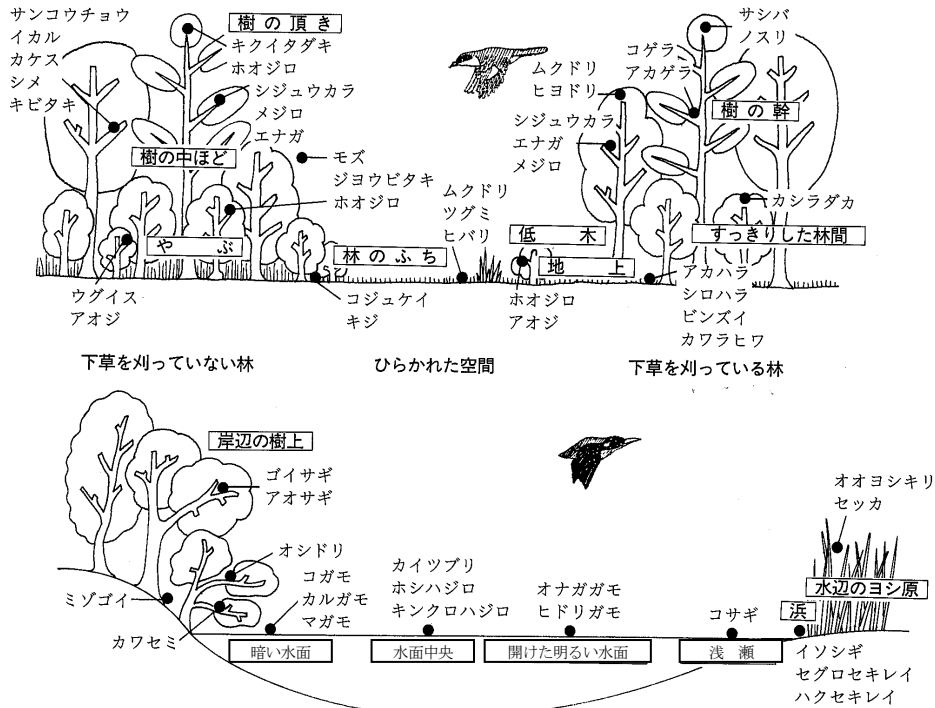 サンコウチョウ
イカル
カケス
シメ
キビタキ
樹の頂き
キクイタダキ
ホオジロ
シジュウカラ
メジロ
エナガ
樹の中ほど
モズ
ジヨウビタキ
ホオジロ
やぶ
林のふち
ウグイス
アオジ
コジュケイ
キジ
ムクドリ
ツグミ
ヒバリ
サシバ
ノスリ
コゲラ
アカゲラ
ムクドリ
ヒヨドリ
樹の幹
シジュウカラ
エナガ
メジロ
カシラダカ
低木
すっきりした林間
地上
ホオジロ
アオジ
アカハラ
シロハラ
ビンズイ
カワラヒワ
下草を刈っていない林
ひらかれた空間
下草を刈っている林
岸辺の樹上
ゴイサギ
アオサギ
オシドリ
コガモ
カルガモ
マガモ
ミゾゴイ
カワセミ
カイツブリ
ホシハジロ
キンクロハジロ
オナガガモ
ヒドリガモ
コサギ
オオヨシキリ
セッカ
水辺のヨシ原
浜
暗い水面
水面中央
開けた明るい水面
浅瀬
イソシギ
セグロセキレイ
ハクセキレイ